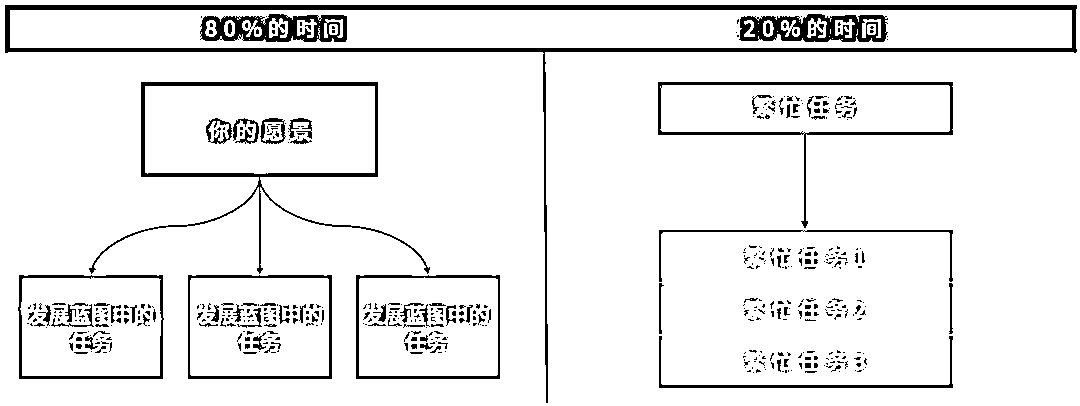 80%的时间
20%的时间
你的愿景
发展蓝图中的
任务
发展蓝图中的
任务
发展蓝图中的
任务
繁忙任务
繁忙任务1
繁忙任务2
繁忙任务3